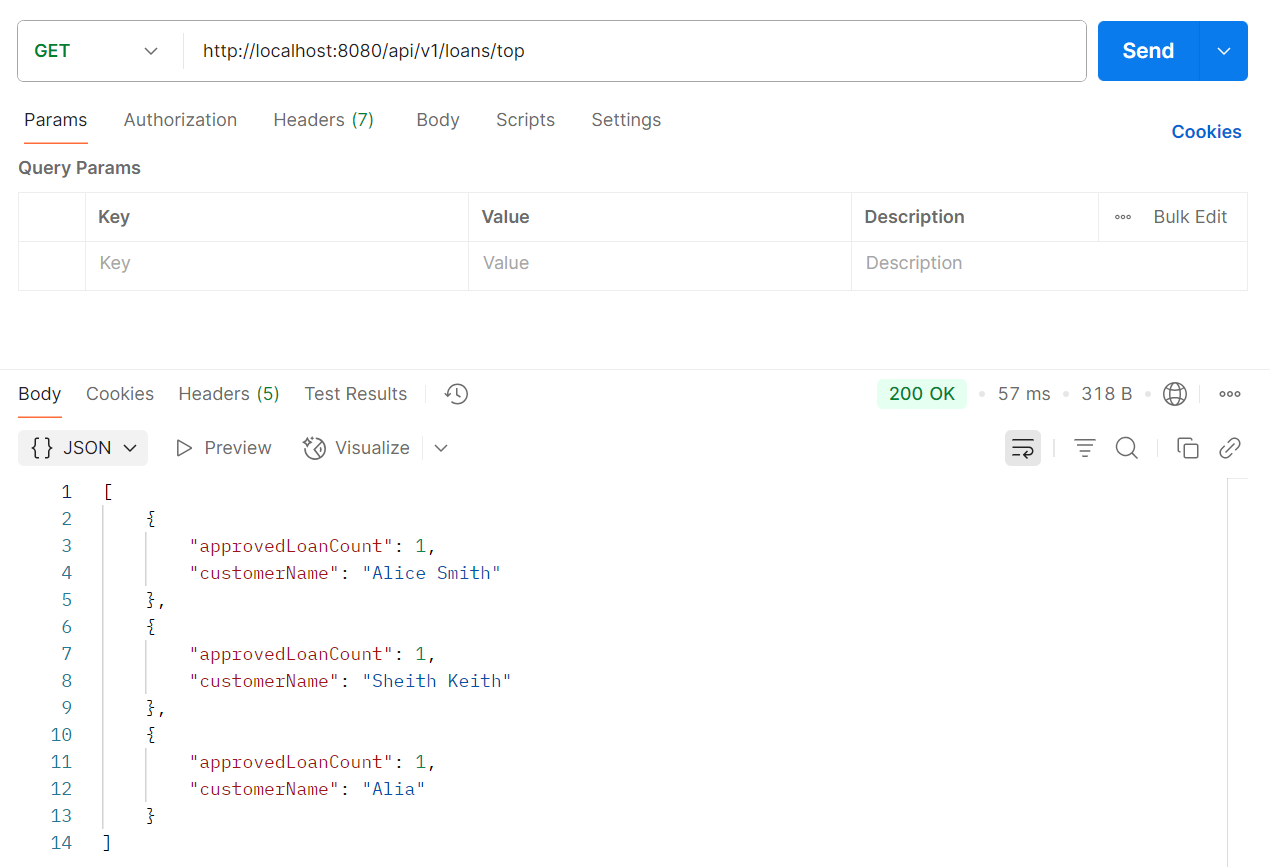 GET http://localhost:8080/api/v1/loans/top Send
Params Authorization Headers (7) Body Scripts Settings Cookies
Query Params
Key Value Description Bulk Edit
Key Value Description
Body Cookies Headers (5) Test Results 200 OK • 57 ms • 318 B •
{} JSON Preview Visualize
1 [
2 {
3 "approvedLoanCount": 1,
4 "customerName": "Alice Smith"
5 },
6 {
7 "approvedLoanCount": 1,
8 "customerName": "Sheith Keith"
9 },
10 {
11 "approvedLoanCount": 1,
12 "customerName": "Alia"
13 }
14 ]